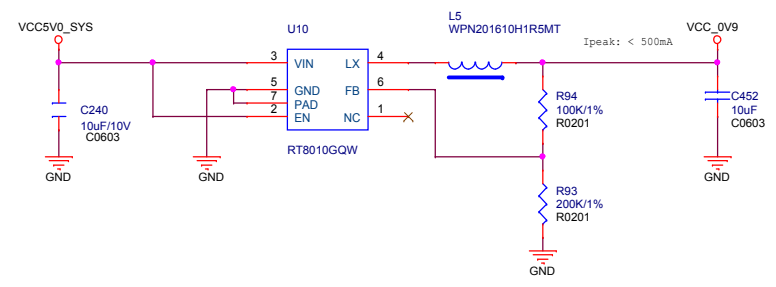 VCC5V0_SYS
C240
10uF/10V
C0603
GND
GND
U10
3 VIN LX 4
5 GND FB 6
7 PAD
2 EN NC 1
RT8010GQW
L5
WPN201610H1R5MT
Ipeak: < 500mA
VCC_0V9
R94
100K/1%
R0201
C452
10uF
C0603
GND
R93
200K/1%
R0201
GND